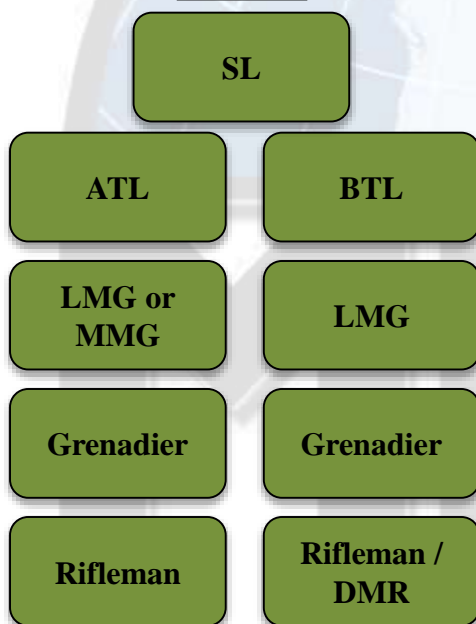 SL
ATL
BTL
LMG or
MMG
LMG
Grenadier
Grenadier
Rifleman
Rifleman /
DMR